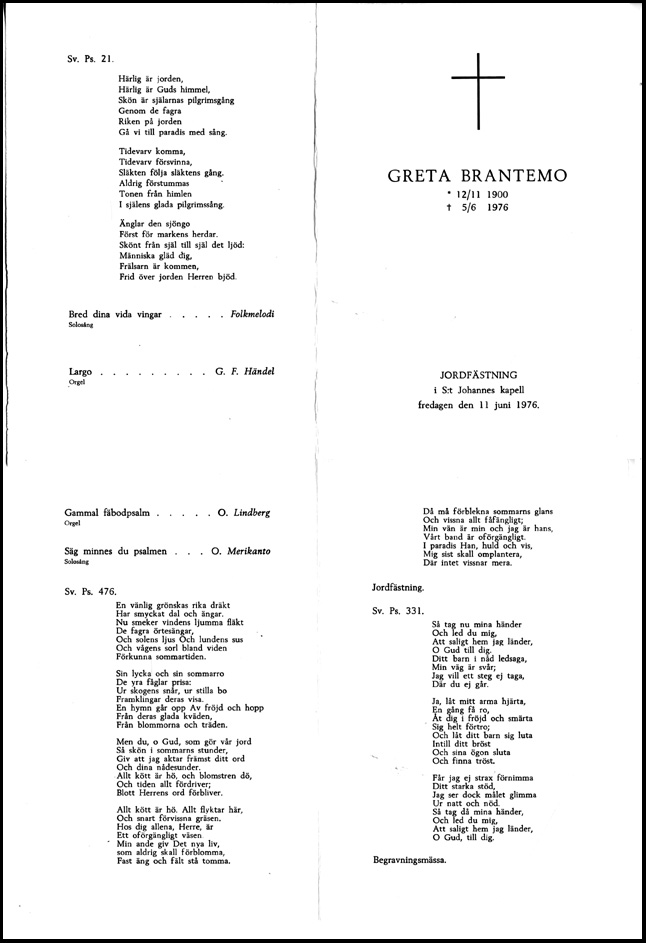 Sv. Ps. 21.
Härlig är jorden,
Härlig är Guds himmel,
Skön är själarnas pilgrimsgång
Genom de fagra
Riken på jorden
Gå vi till paradis med sång.
Tidevarv komma,
Tidevarv försvinna,
Släkten följa släktens gång.
Aldrig förstummas
Tonen från himlen
I själens glada pilgrimssång.
Änglar den sjöngo
Först för markens herdar.
Skönt från själ till själ det ljöd:
Människa gläd dig,
Frälsarn är kommen,
Frid över jorden Herren bjöd.
Bred dina vida vingar . . . . . Folkmelodi
Solosång
Largo . . . . . . . . . G. F. Händel
Orgel
GRETA BRANTEMO
* 12/11 1900
† 5/6 1976
JORDFÄSTNING
i S:t Johannes kapell
fredagen den 11 juni 1976.
Gammal fäbodpsalm . . . . . O. Lindberg
Orgel
Säg minnes du psalmen . . . O. Merikanto
Solosång
Sv. Ps. 476.
En vänlig grönskas rika dräkt
Har smyckat dal och ängar.
Nu smeker vindens ljumma fläkt
De fagra örtesängar,
Och solens ljus Och lundens sus
Och vågens sorl bland viden
Förkunna sommartiden.
Sin lycka och sin sommarro
De yra fåglar prisa:
Ur skogens snår, ur stilla bo
Framklingar deras visa.
En hymn går opp Av fröjd och hopp
Från deras glada kväden,
Från blommorna och träden.
Men du, o Gud, som gör vår jord
Så skön i sommarns stunder,
Giv att jag aktar främst ditt ord
Och dina nådesunder.
Allt kött är hö, och blomstren dö,
Och tiden allt fördriver;
Blott Herrens ord förbliver.
Allt kött är hö. Allt flyktar här,
Och snart förvissna gräsen.
Hos dig allena, Herre, är
Ett oförgängligt väsen.
Min ande giv Det nya liv,
som aldrig skall förblomma,
Fast äng och fält stå tomma.
Då må förblekna sommarns glans
Och vissna allt fåfängligt;
Min vän är min och jag är hans,
Vårt band är oförgängligt.
I paradis Han, huld och vis,
Mig sist skall omplantera,
Där intet vissnar mera.
Jordfästning.
Sv. Ps. 331.
Så tag nu mina händer
Och led du mig,
Att saligt hem jag länder,
O Gud till dig.
Ditt barn i nåd ledsaga,
Min väg är svår;
Jag vill ett steg ej taga,
Där du ej går.
Ja, låt mitt arma hjärta,
En gång få ro,
Åt dig i fröjd och smärta
Sig helt förtro;
Och låt ditt barn sig luta
Intill ditt bröst
Och sina ögon sluta
Och finna tröst.
Får jag ej strax förnimma
Ditt starka stöd,
Jag ser dock målet glimma
Ur natt och nöd.
Så tag då mina händer,
Och led du mig,
Att saligt hem jag länder,
O Gud, till dig.
Begravningsmässa.